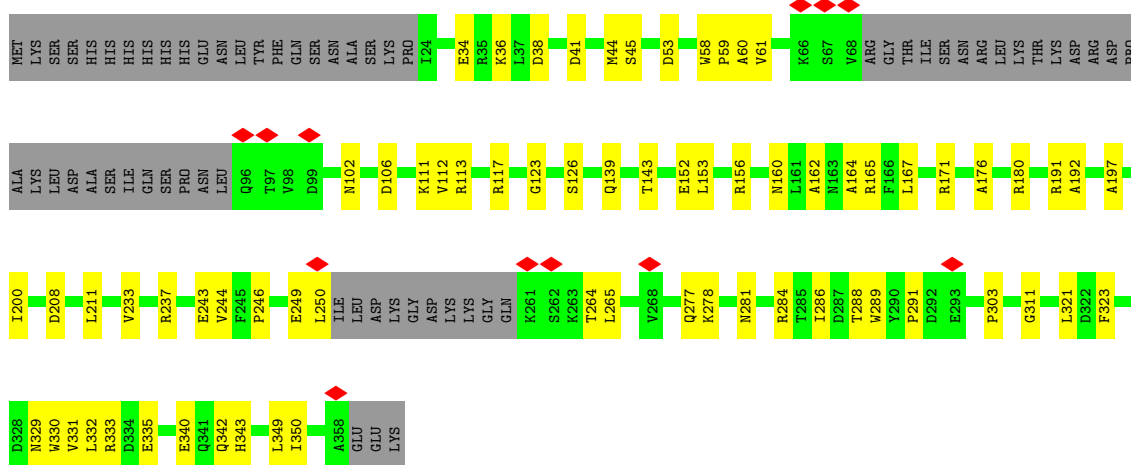 MET LYS SER SER HIS HIS HIS HIS HIS HIS GLU ASN LEU TYR PHE GLN SER ASN ALA SER LYS PRO I24 E34 R35 K36 L37 D38 D41 M44 S45 D53 W58 P59 A60 V61 K66 S67 V68 ARG GLY THR ILE SER ASN ARG LEU LYS THR LYS ASP ARG ASP PRO
ALA LYS LEU ASP ALA SER ILE GLN SER PRO ASN LEU Q96 T97 V98 D99 N102 D106 K111 V112 R113 R117 G123 S126 Q139 T143 E152 L153 R156 N160 L161 A162 N163 A164 R165 F166 L167 R171 A176 R180 R191 A192 A197
I200 D208 L211 V233 R237 E243 V244 F245 P246 E249 L250 ILE LEU ASP LYS GLY ASP LYS LYS GLY GLN K261 S262 K263 T264 L265 V268 Q277 K278 N281 R284 T285 I286 D287 T288 W289 Y290 P291 D292 E293 P303 G311 L321 D322 F323
D328 N329 W330 V331 L332 R333 D334 E335 E340 Q341 Q342 H343 L349 I350 A358 GLU GLU LYS